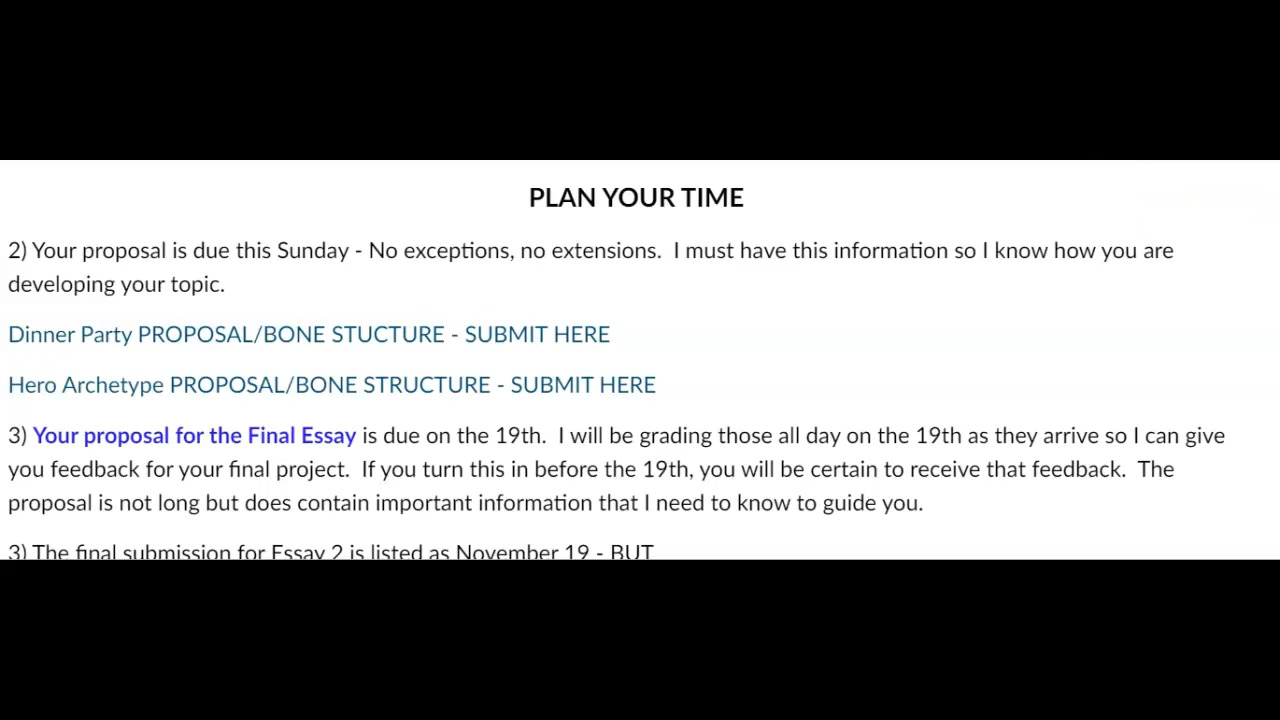 PLAN YOUR TIME
2) Your proposal is due this Sunday - No exceptions, no extensions.  I must have this information so I know how you are
developing your topic.
Dinner Party PROPOSAL/BONE STUCTURE - SUBMIT HERE
Hero Archetype PROPOSAL/BONE STRUCTURE - SUBMIT HERE
3) Your proposal for the Final Essay is due on the 19th.  I will be grading those all day on the 19th as they arrive so I can give
you feedback for your final project.  If you turn this in before the 19th, you will be certain to receive that feedback.  The
proposal is not long but does contain important information that I need to know to guide you.
3) The final submission for Essay 2 is listed as November 19 - BUT